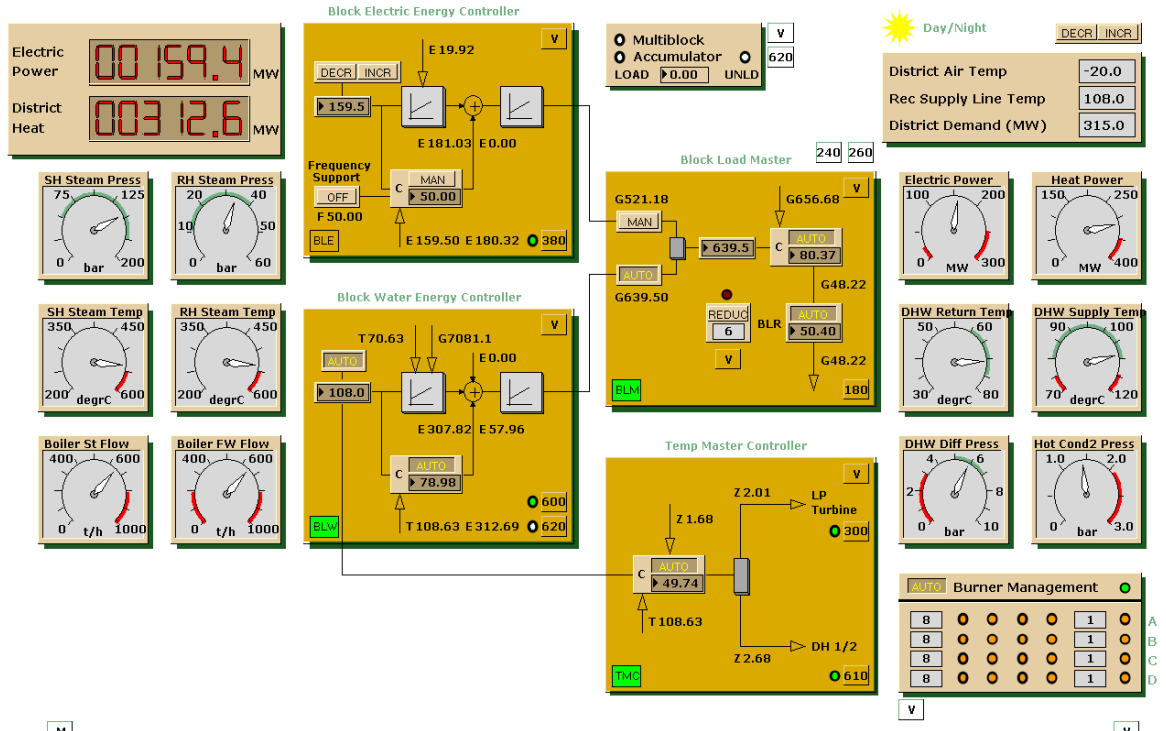 Block Electric Energy Controller
Electric Power
00159.4 MW
District Heat
00312.6 MW
E 19.92
V
DECR INCR
159.5
E 181.03 E 0.00
Frequency Support
OFF
F 50.00
C MAN
50.00
BLE
E 159.50 E 180.32 380
Multiblock
Accumulator
LOAD 0.00 UNLD
V
620
Day/Night
DECR INCR
District Air Temp -20.0
Rec Supply Line Temp 108.0
District Demand (MW) 315.0
240 260
Block Load Master
V
G521.18
MAN
AUTO
G639.50
639.5
G656.68
C AUTO
80.37
G48.22
REDUC
6
V
BLR
AUTO
50.40
G48.22
BLM
180
SH Steam Press
75 125
0 200
bar
RH Steam Press
20 40
10 50
0 60
bar
SH Steam Temp
350 450
200 600
degrC
RH Steam Temp
350 450
200 600
degrC
Boiler St Flow
400 600
0 1000
t/h
Boiler FW Flow
400 600
0 1000
t/h
Block Water Energy Controller
V
T 70.63 G7081.1
E 0.00
AUTO
108.0
E 307.82 E 57.96
C AUTO
78.98
T 108.63 E 312.69
600
620
BLW
Temp Master Controller
V
Z 2.01
LP Turbine
300
Z 1.68
C AUTO
49.74
T 108.63
Z 2.68
DH 1/2
TMC
610
Electric Power
100 200
0 300
MW
Heat Power
150 250
0 400
MW
DHW Return Temp
50 60
30 80
degrC
DHW Supply Temp
90 100
70 120
degrC
DHW Diff Press
4 6
2 8
0 10
bar
Hot Cond2 Press
1.0 2.0
0 3.0
bar
AUTO Burner Management
8 1 A
8 1 B
8 1 C
8 1 D
V
M